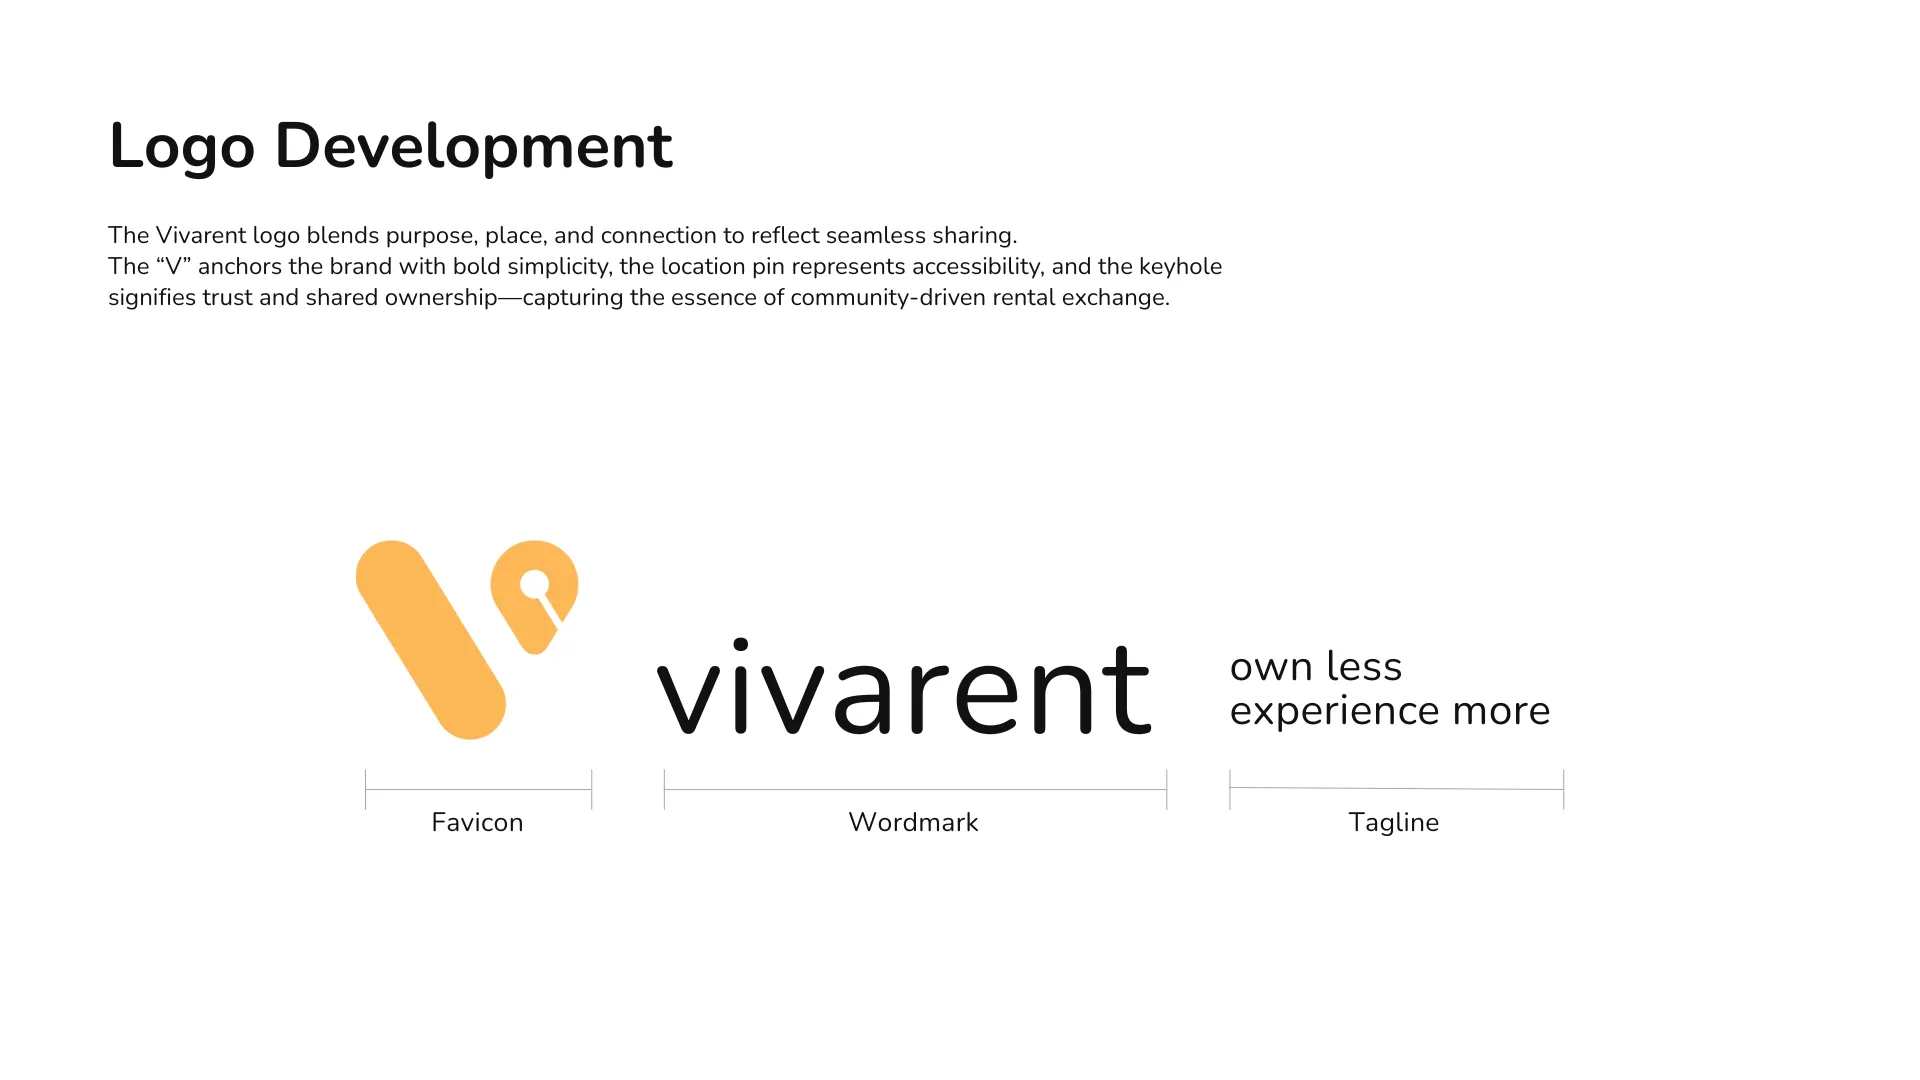 Logo Development
The Vivarent logo blends purpose, place, and connection to reflect seamless sharing.
The “V” anchors the brand with bold simplicity, the location pin represents accessibility, and the keyhole
signifies trust and shared ownership—capturing the essence of community-driven rental exchange.
vivarent
own less
experience more
Favicon
Wordmark
Tagline